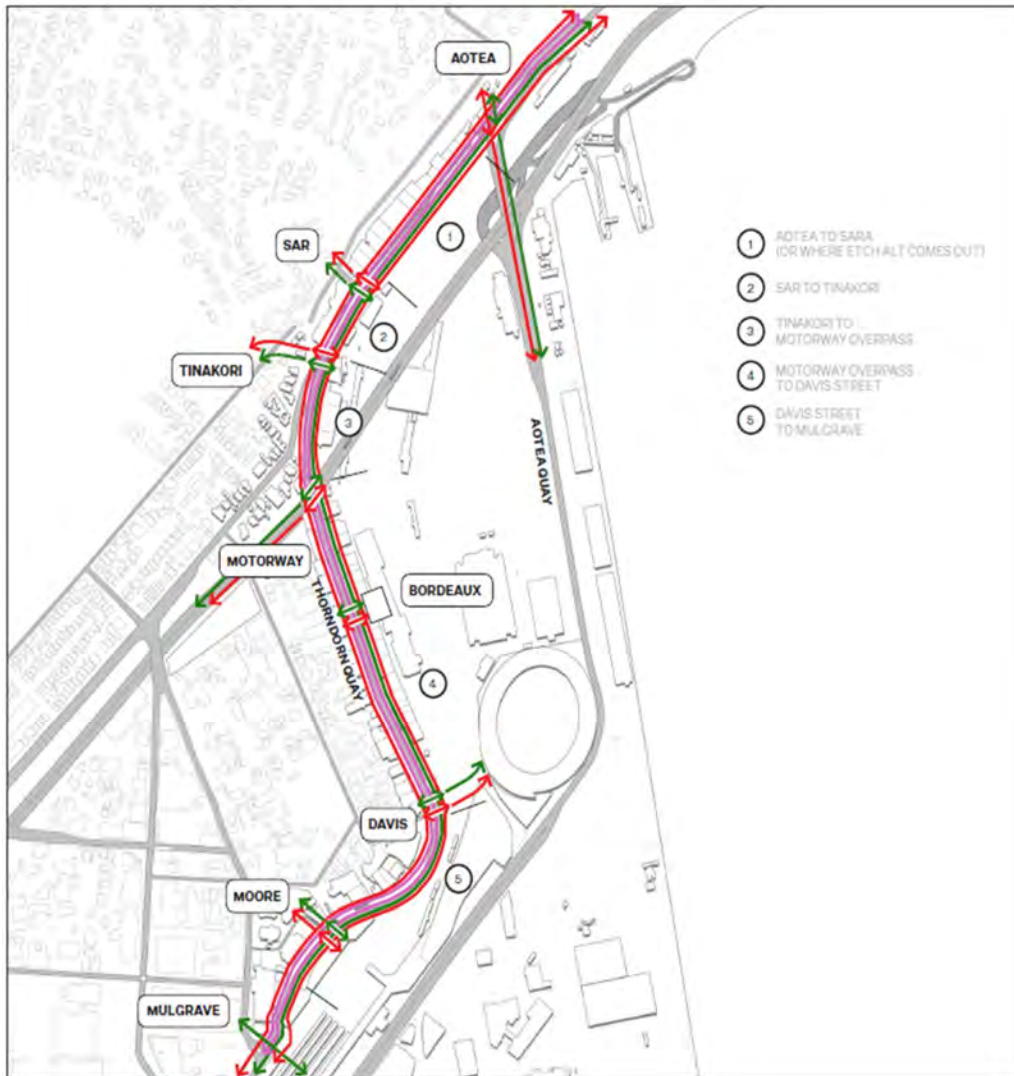 AOTEA
SAR
1
2
TINAKORI
3
AOTEA QUAY
MOTORWAY
THORNDORN QUAY
BORDEAUX
4
DAVIS
5
MOORE
MULGRAVE
1 AOTEA TO SARA
(OR WHERE ETCH ALT COMES OUT)
2 SAR TO TINAKORI
3 TINAKORI TO
MOTORWAY OVERPASS
4 MOTORWAY OVERPASS
TO DAVIS STREET
5 DAVIS STREET
TO MULGRAVE